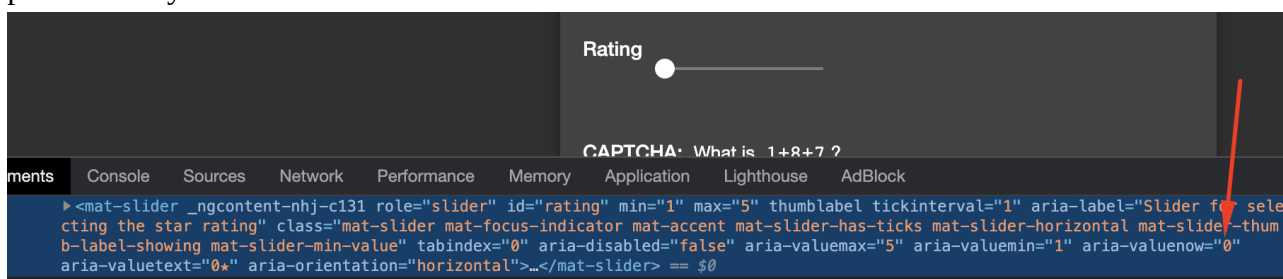 Rating
CAPTCHA: What is 1+8+7 ?
ments Console Sources Network Performance Memory Application Lighthouse AdBlock
▶<mat-slider _ngcontent-nhj-c131 role="slider" id="rating" min="1" max="5" thumblabel tickinterval="1" aria-label="Slider for sele
cting the star rating" class="mat-slider mat-focus-indicator mat-accent mat-slider-has-ticks mat-slider-horizontal mat-slider-thum
b-label-showing mat-slider-min-value" tabindex="0" aria-disabled="false" aria-valuemax="5" aria-valuemin="1" aria-valuenow="0"
aria-valuetext="0★" aria-orientation="horizontal">…</mat-slider> == $0